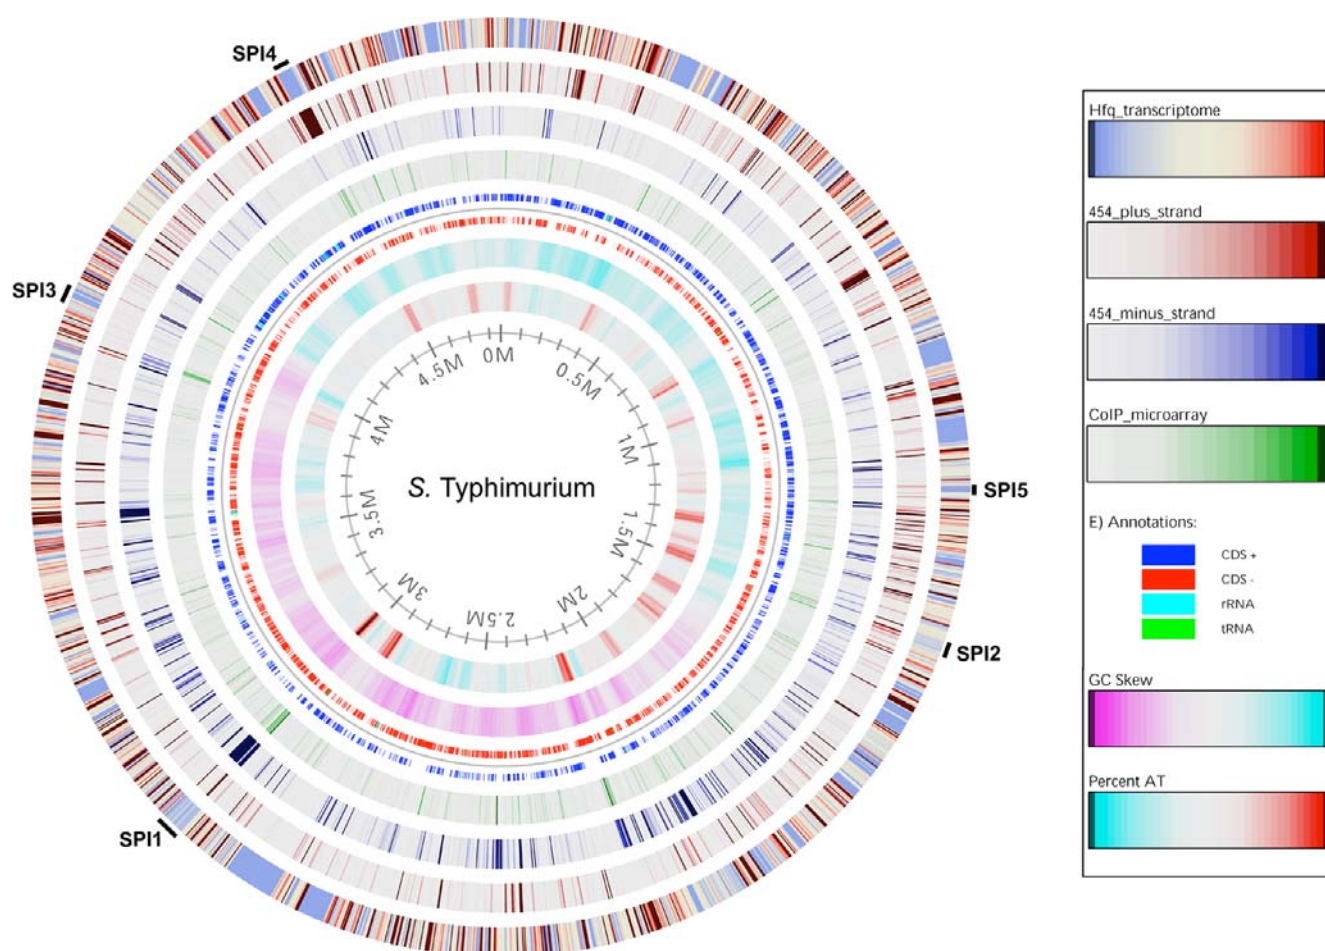 SPI4
SPI3
SPI5
SPI2
SPI1
0M
0.5M
1M
1.5M
2M
2.5M
3M
3.5M
4M
4.5M
S. Typhimurium
Hfq_transcriptome
454_plus_strand
454_minus_strand
CoIP_microarray
E) Annotations:
CDS +
CDS -
rRNA
tRNA
GC Skew
Percent AT